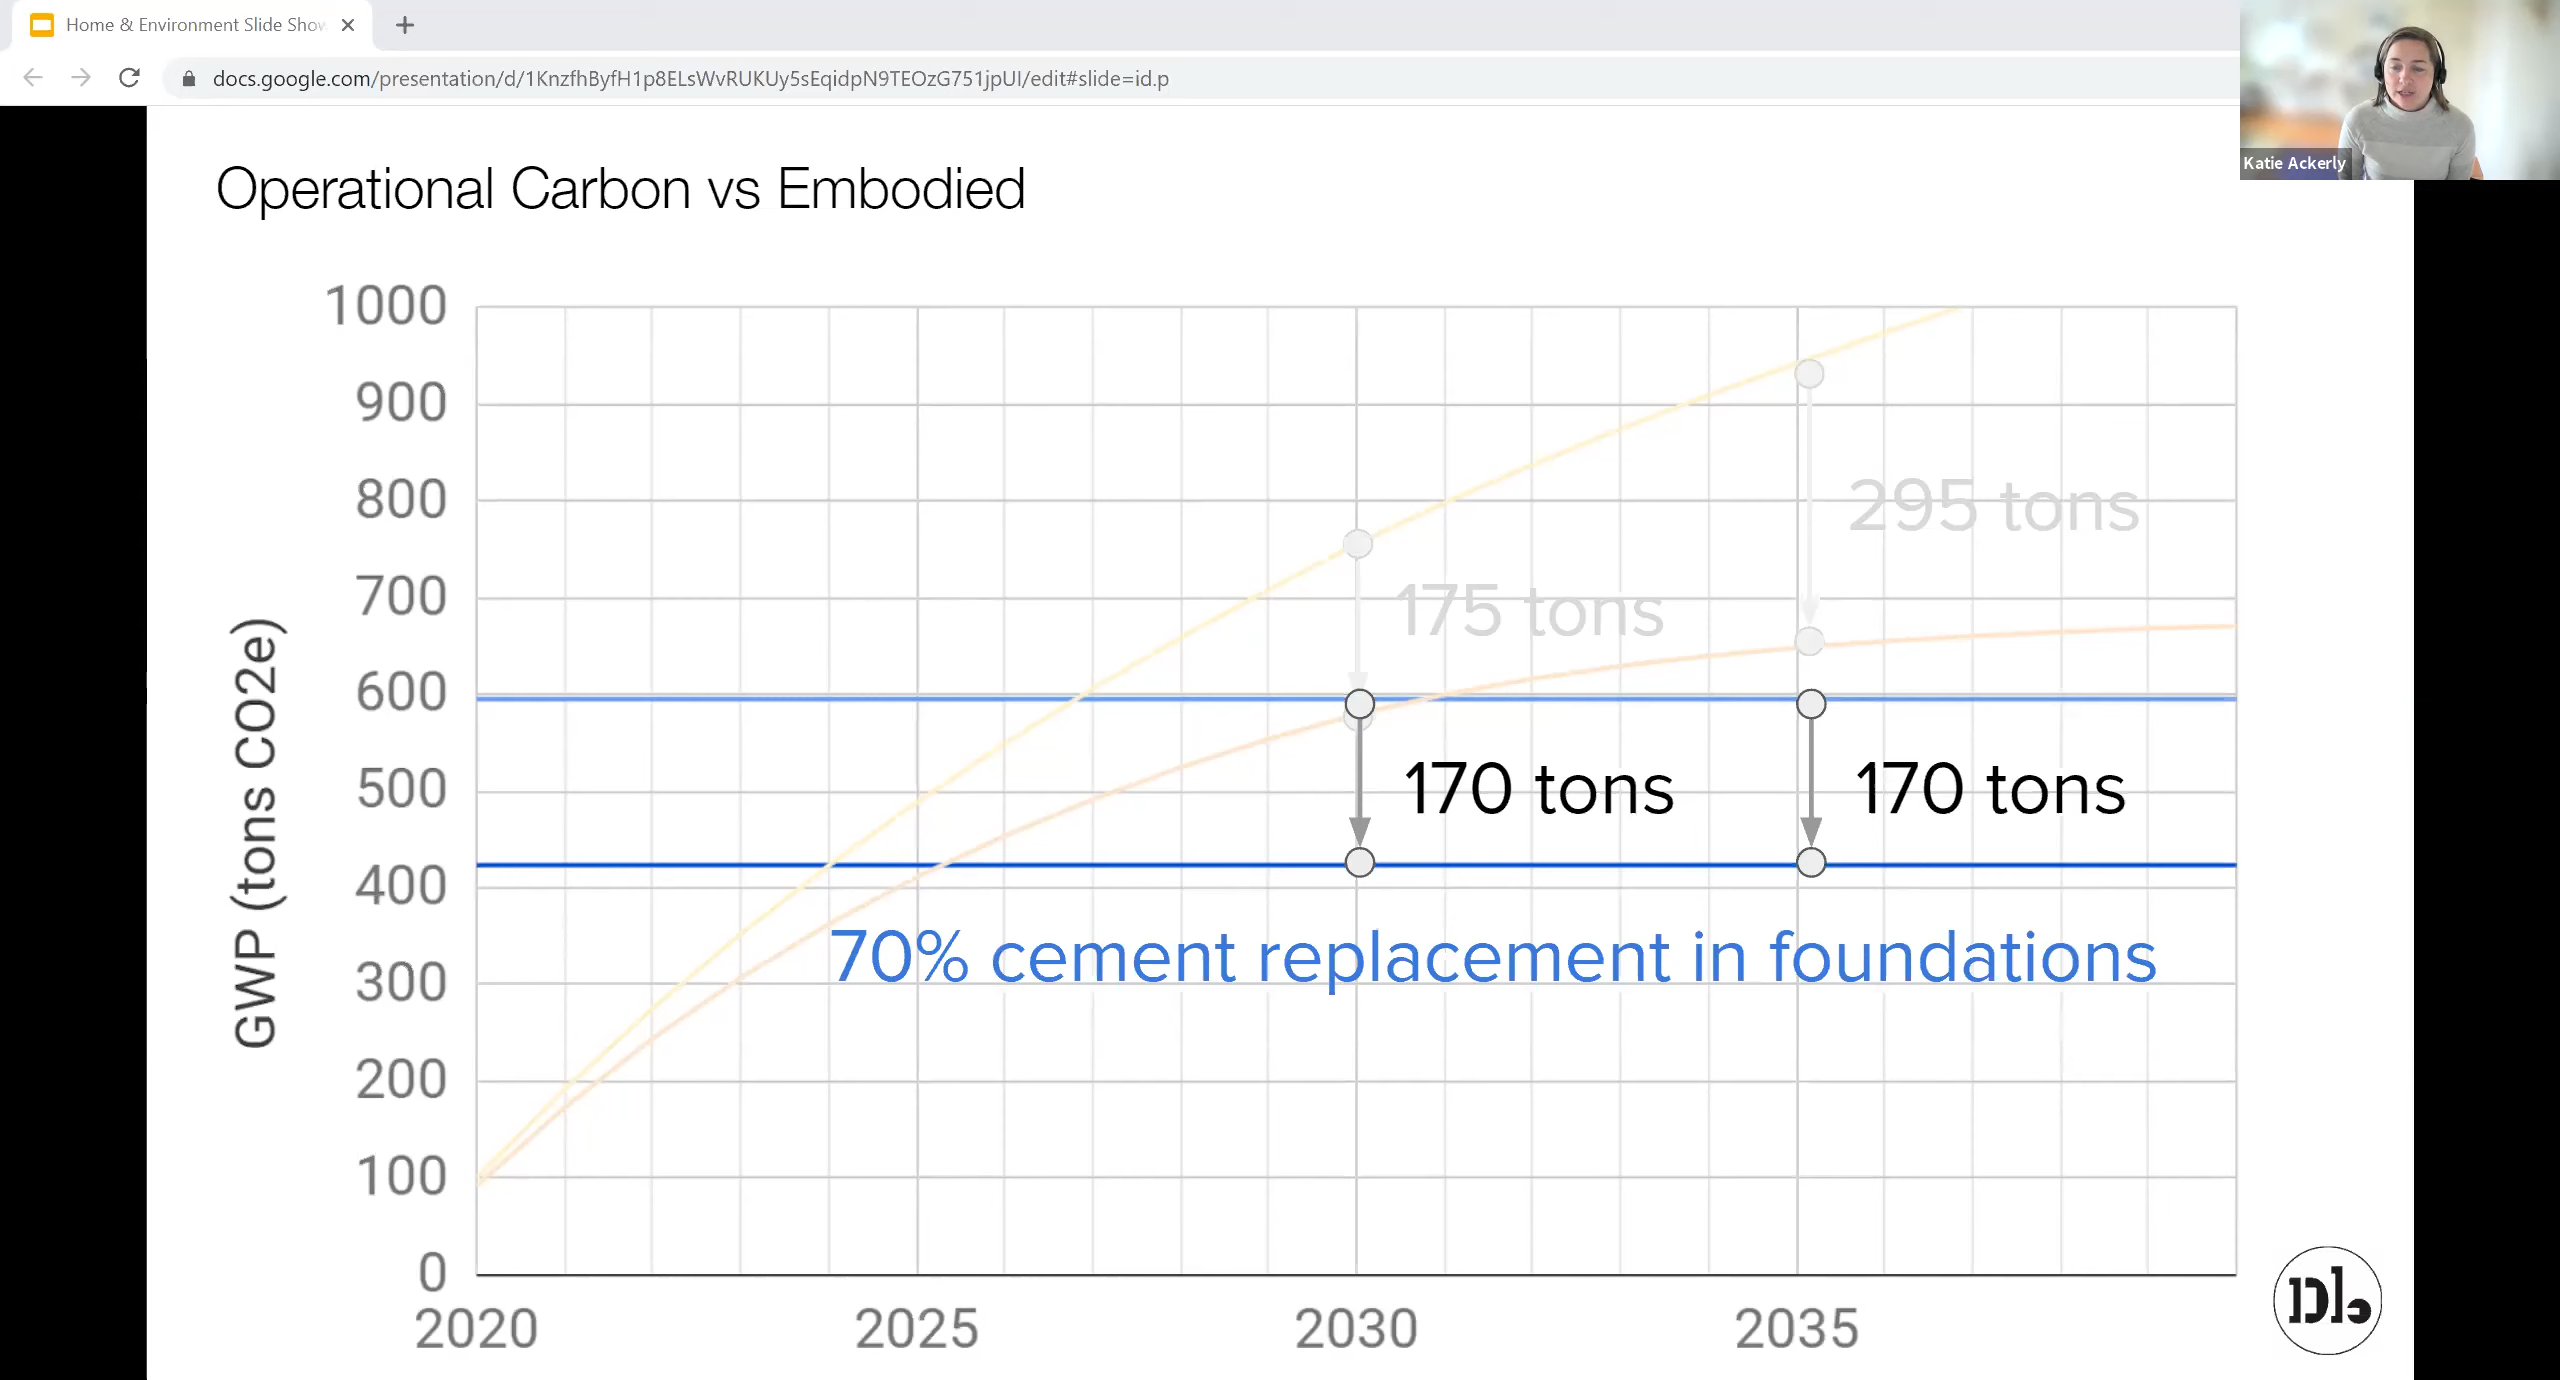 Home & Environment Slide Show
docs.google.com/presentation/d/1KnzfhByfH1p8ELsWvRUKUy5sEqidpN9TEOzG751jpUI/edit#slide=id.p
Katie Ackerly
Operational Carbon vs Embodied
1000
900
800
700
600
500
400
300
200
100
0
GWP (tons CO2e)
295 tons
175 tons
170 tons
170 tons
70% cement replacement in foundations
2020
2025
2030
2035